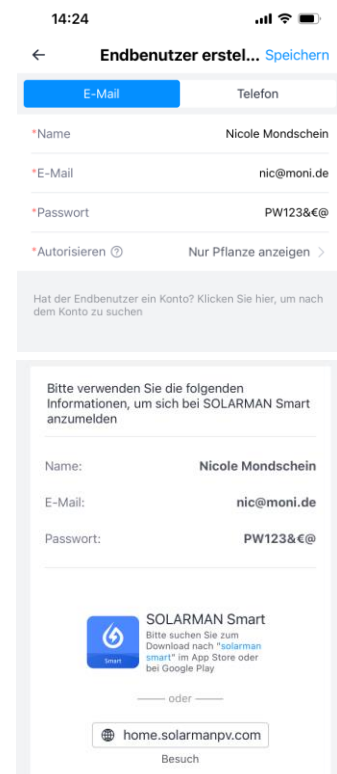 14:24
← Endbenutzer erstel... Speichern
E-Mail Telefon
*Name Nicole Mondschein
*E-Mail nic@moni.de
*Passwort PW123&€@
*Autorisieren ? Nur Pflanze anzeigen >
Hat der Endbenutzer ein Konto? Klicken Sie hier, um nach
dem Konto zu suchen
Bitte verwenden Sie die folgenden
Informationen, um sich bei SOLARMAN Smart
anzumelden
Name: Nicole Mondschein
E-Mail: nic@moni.de
Passwort: PW123&€@
Smart
SOLARMAN Smart
Bitte suchen Sie zum
Download nach "solarman
smart" im App Store oder
bei Google Play
oder
home.solarmanpv.com
Besuch